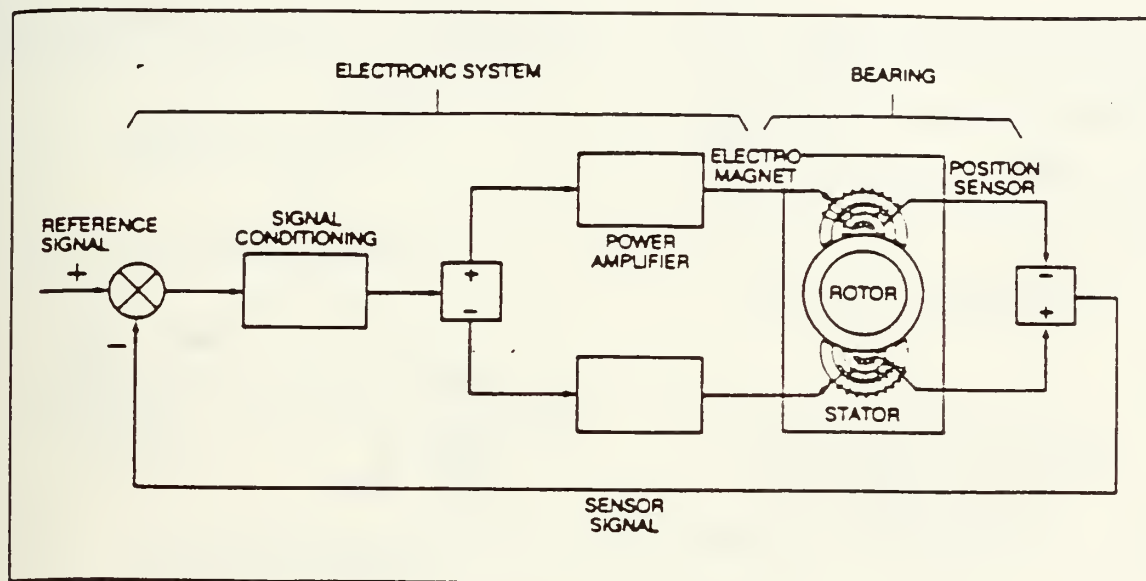 ELECTRONIC SYSTEM
BEARING
ELECTRO
MAGNET
POSITION
SENSOR
REFERENCE
SIGNAL
+
SIGNAL
CONDITIONING
POWER
AMPLIFIER
+
-
ROTOR
-
+
-
STATOR
SENSOR
SIGNAL